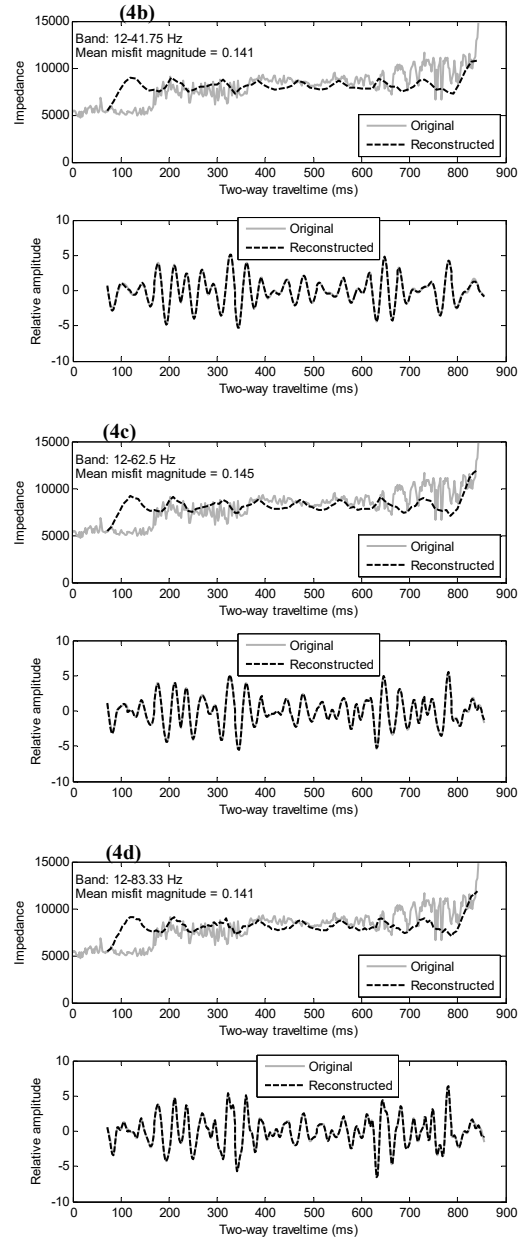 (4b)
15000
10000
5000
0
Impedance
Band: 12-41.75 Hz
Mean misfit magnitude = 0.141
Original
Reconstructed
0 100 200 300 400 500 600 700 800 900
Two-way traveltime (ms)
10
5
0
-5
-10
Relative amplitude
Original
Reconstructed
0 100 200 300 400 500 600 700 800 900
Two-way traveltime (ms)
(4c)
15000
10000
5000
0
Impedance
Band: 12-62.5 Hz
Mean misfit magnitude = 0.145
Original
Reconstructed
0 100 200 300 400 500 600 700 800 900
Two-way traveltime (ms)
10
5
0
-5
-10
Relative amplitude
Original
Reconstructed
0 100 200 300 400 500 600 700 800 900
Two-way traveltime (ms)
(4d)
15000
10000
5000
0
Impedance
Band: 12-83.33 Hz
Mean misfit magnitude = 0.141
Original
Reconstructed
0 100 200 300 400 500 600 700 800 900
Two-way traveltime (ms)
10
5
0
-5
-10
Relative amplitude
Original
Reconstructed
0 100 200 300 400 500 600 700 800 900
Two-way traveltime (ms)